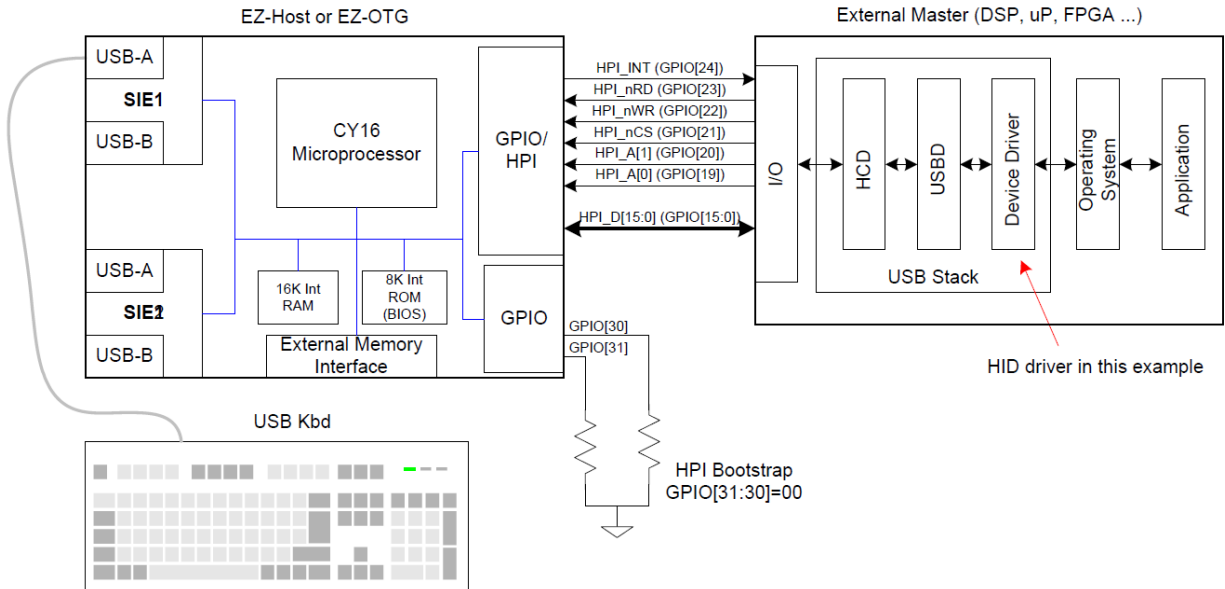 EZ-Host or EZ-OTG
External Master (DSP, uP, FPGA ...)
USB-A
SIE1
USB-B
CY16
Microprocessor
GPIO/
HPI
HPI_INT (GPIO[24])
HPI_nRD (GPIO[23])
HPI_nWR (GPIO[22])
HPI_nCS (GPIO[21])
HPI_A[1] (GPIO[20])
HPI_A[0] (GPIO[19])
HPI_D[15:0] (GPIO[15:0])
I/O
HCD
USBD
Device Driver
Operating
System
Application
USB Stack
USB-A
SIE2
USB-B
16K Int
RAM
8K Int
ROM
(BIOS)
GPIO
External Memory
Interface
GPIO[30]
GPIO[31]
HID driver in this example
USB Kbd
HPI Bootstrap
GPIO[31:30]=00